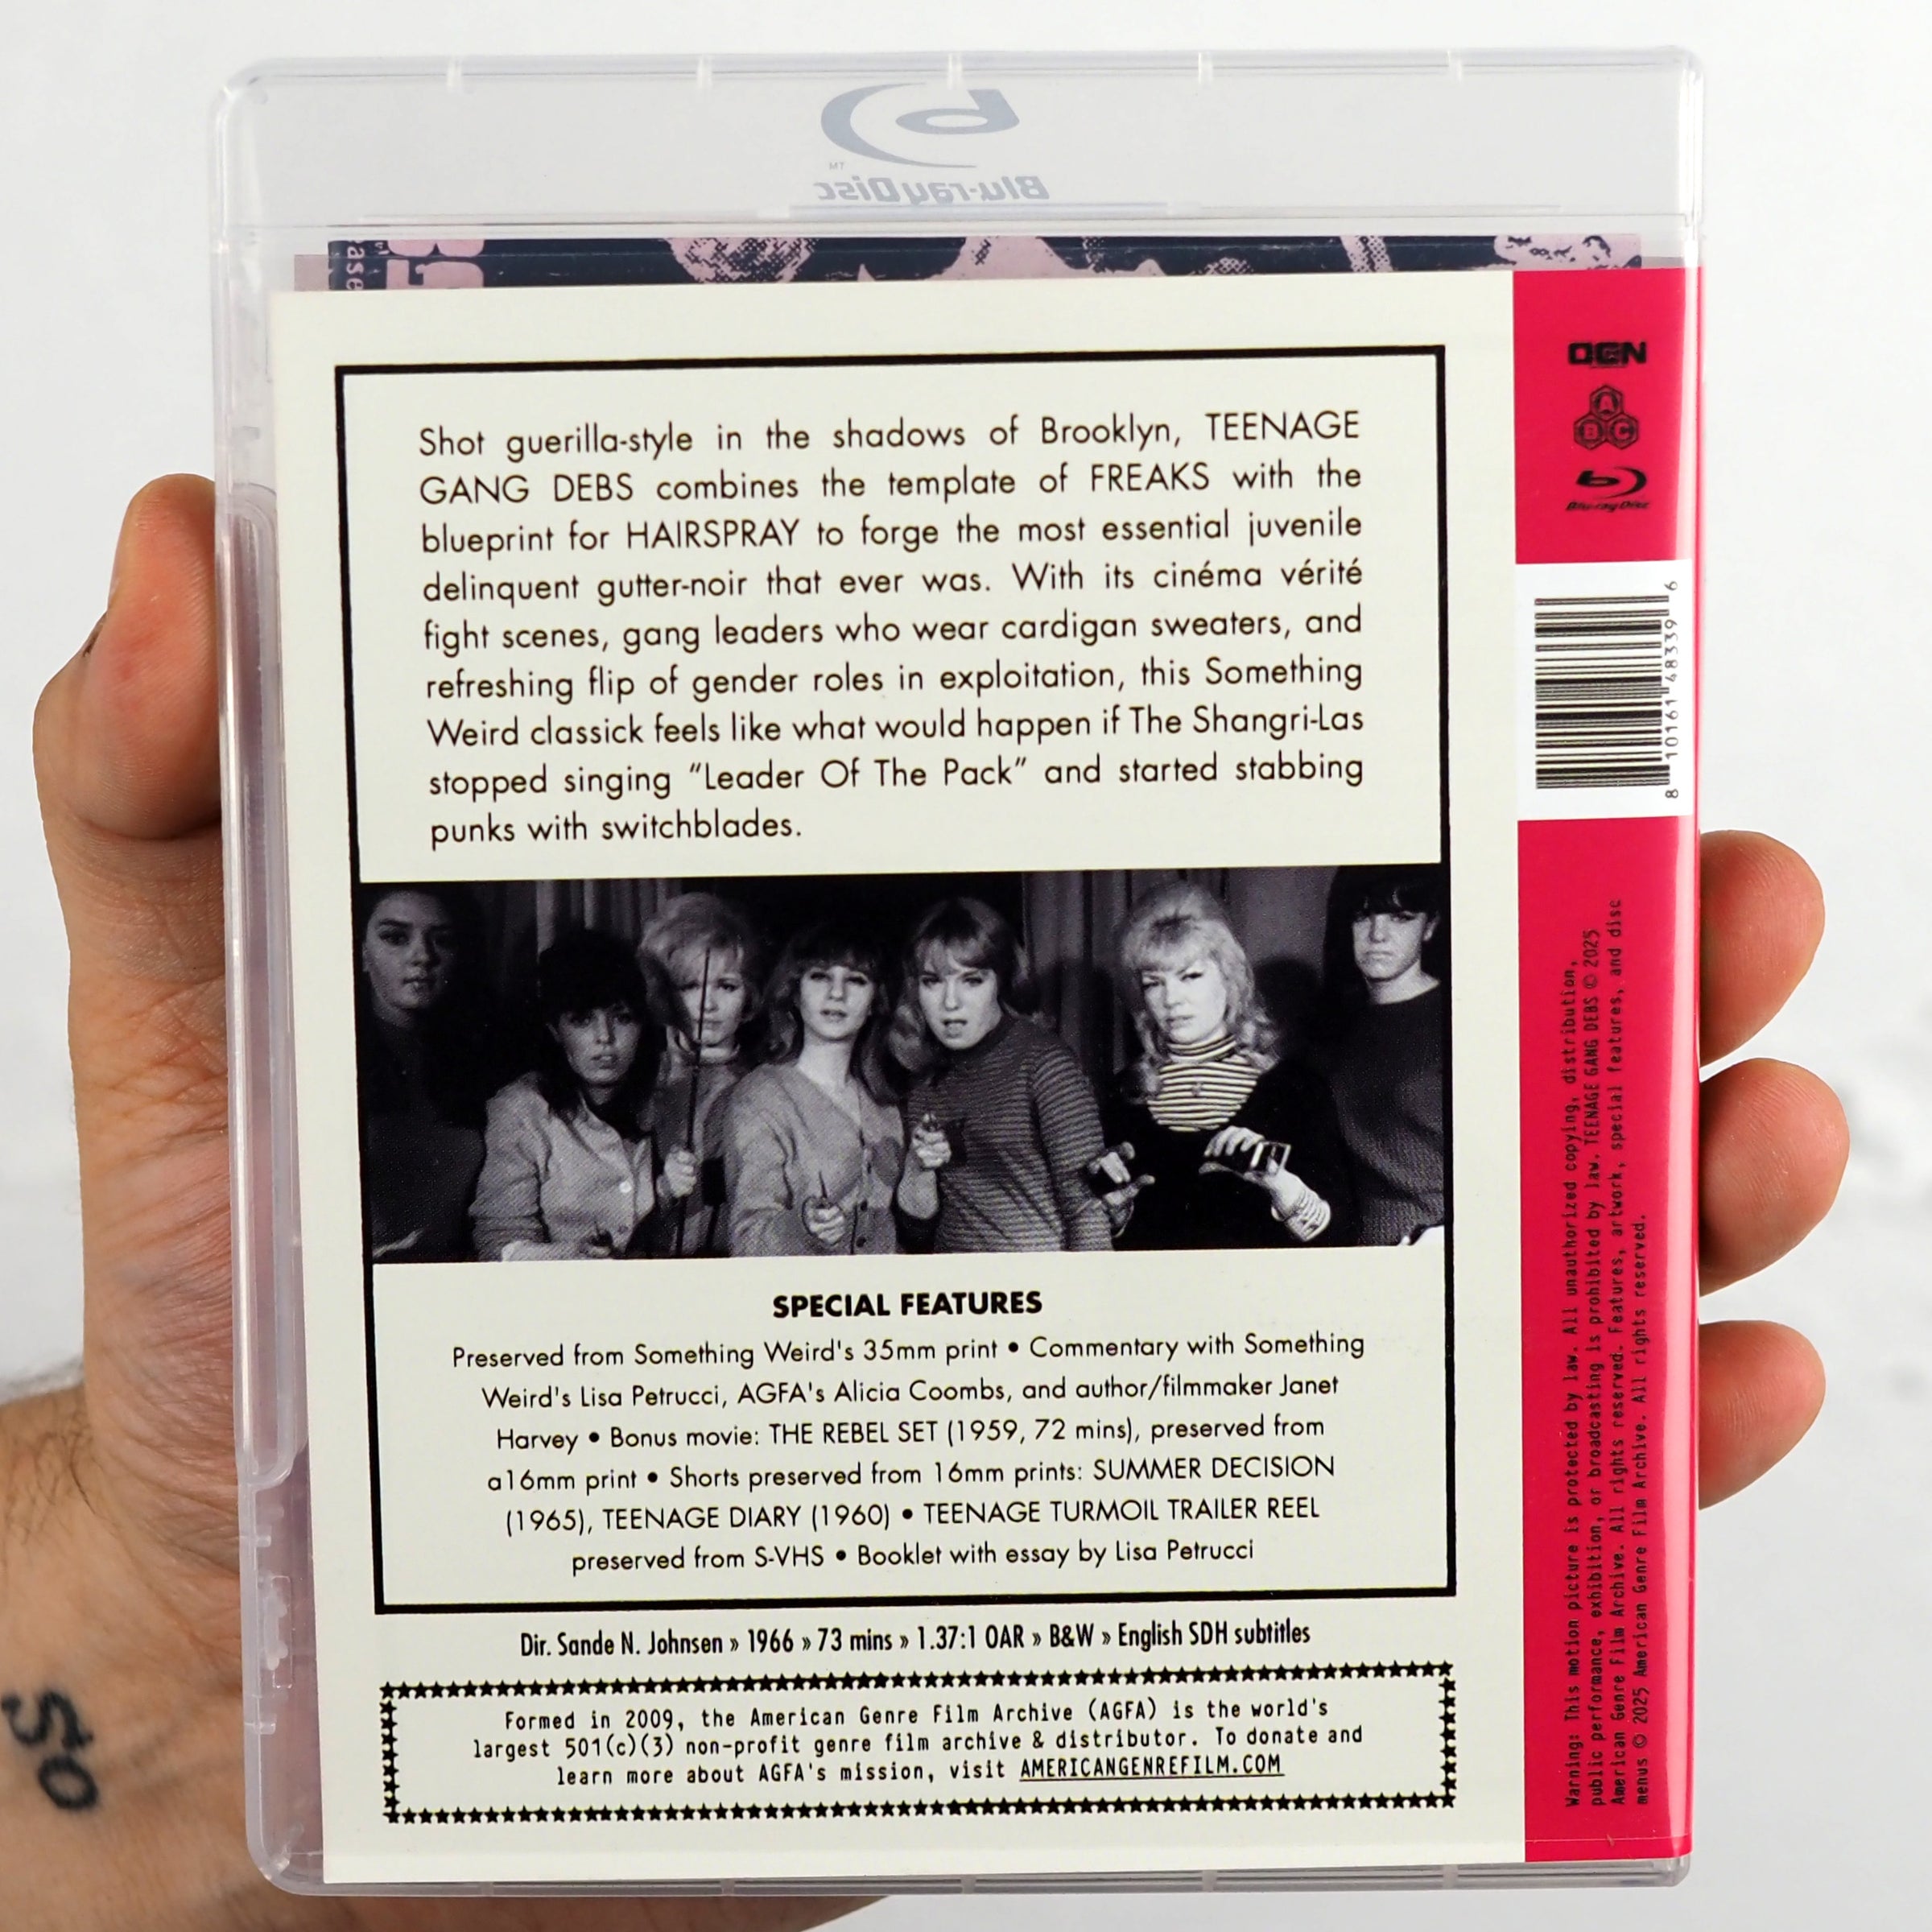 Blu-rayDisc
TM
ase
Shot guerilla-style in the shadows of Brooklyn, TEENAGE
GANG DEBS combines the template of FREAKS with the
blueprint for HAIRSPRAY to forge the most essential juvenile
delinquent gutter-noir that ever was. With its cinéma vérité
fight scenes, gang leaders who wear cardigan sweaters, and
refreshing flip of gender roles in exploitation, this Something
Weird classick feels like what would happen if The Shangri-Las
stopped singing “Leader Of The Pack” and started stabbing
punks with switchblades.
SPECIAL FEATURES
Preserved from Something Weird's 35mm print • Commentary with Something
Weird's Lisa Petrucci, AGFA's Alicia Coombs, and author/filmmaker Janet
Harvey • Bonus movie: THE REBEL SET (1959, 72 mins), preserved from
a16mm print • Shorts preserved from 16mm prints: SUMMER DECISION
(1965), TEENAGE DIARY (1960) • TEENAGE TURMOIL TRAILER REEL
preserved from S-VHS • Booklet with essay by Lisa Petrucci
Dir. Sande N. Johnsen » 1966 » 73 mins » 1.37:1 OAR » B&W » English SDH subtitles
Formed in 2009, the American Genre Film Archive (AGFA) is the world's
largest 501(c)(3) non-profit genre film archive & distributor. To donate and
learn more about AGFA's mission, visit AMERICANGENREFILM.COM
OCN
A
B C
Blu-rayDisc
8 10161 48339 6
Warning: This motion picture is protected by law. All unauthorized copying, distribution,
public performance, exhibition, or broadcasting is prohibited by law. TEENAGE GANG DEBS © 2025
American Genre Film Archive. All rights reserved. Features, artwork, special features, and disc
menus © 2025 American Genre Film Archive. All rights reserved.
so